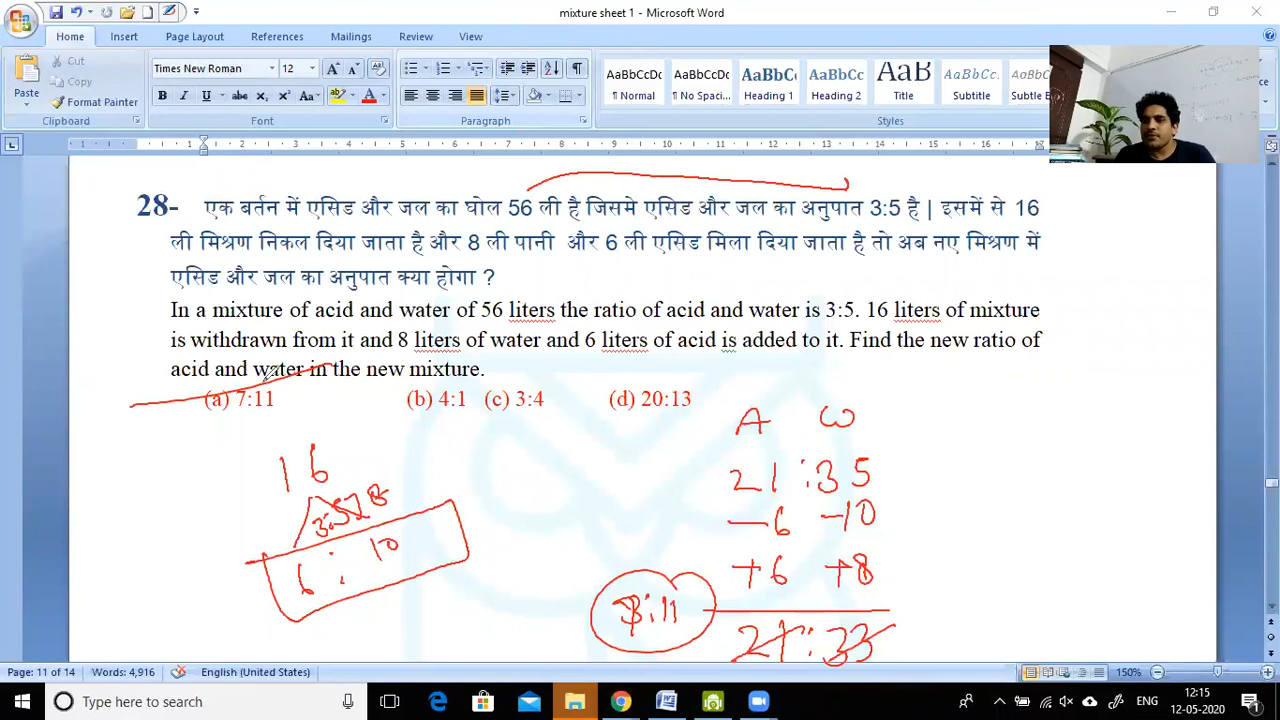 mixture sheet 1 - Microsoft Word
Home Insert Page Layout References Mailings Review View
Cut
Copy
Format Painter
Paste
Clipboard
Times New Roman 12
Font
Paragraph
AaBbCcDc AaBbCcDc AaBbC AaBbCc AaB AaBbCc AaBbCcDc
¶ Normal ¶ No Spaci... Heading 1 Heading 2 Title Subtitle Subtle E
Styles
28- एक बर्तन में एसिड और जल का घोल 56 ली है जिसमे एसिड और जल का अनुपात 3:5 है | इसमें से 16
ली मिश्रण निकल दिया जाता है और 8 ली पानी और 6 ली एसिड मिला दिया जाता है तो अब नए मिश्रण में
एसिड और जल का अनुपात क्या होगा ?
In a mixture of acid and water of 56 liters the ratio of acid and water is 3:5. 16 liters of mixture
is withdrawn from it and 8 liters of water and 6 liters of acid is added to it. Find the new ratio of
acid and water in the new mixture.
(a) 7:11 (b) 4:1 (c) 3:4 (d) 20:13
A W
21 : 35
-6 -10
+6 +8
21 : 33
:11
16
3:5 8
6 : 10
Page: 11 of 14 Words: 4,916 English (United States) 150%
Type here to search
ENG
12:15
12-05-2020